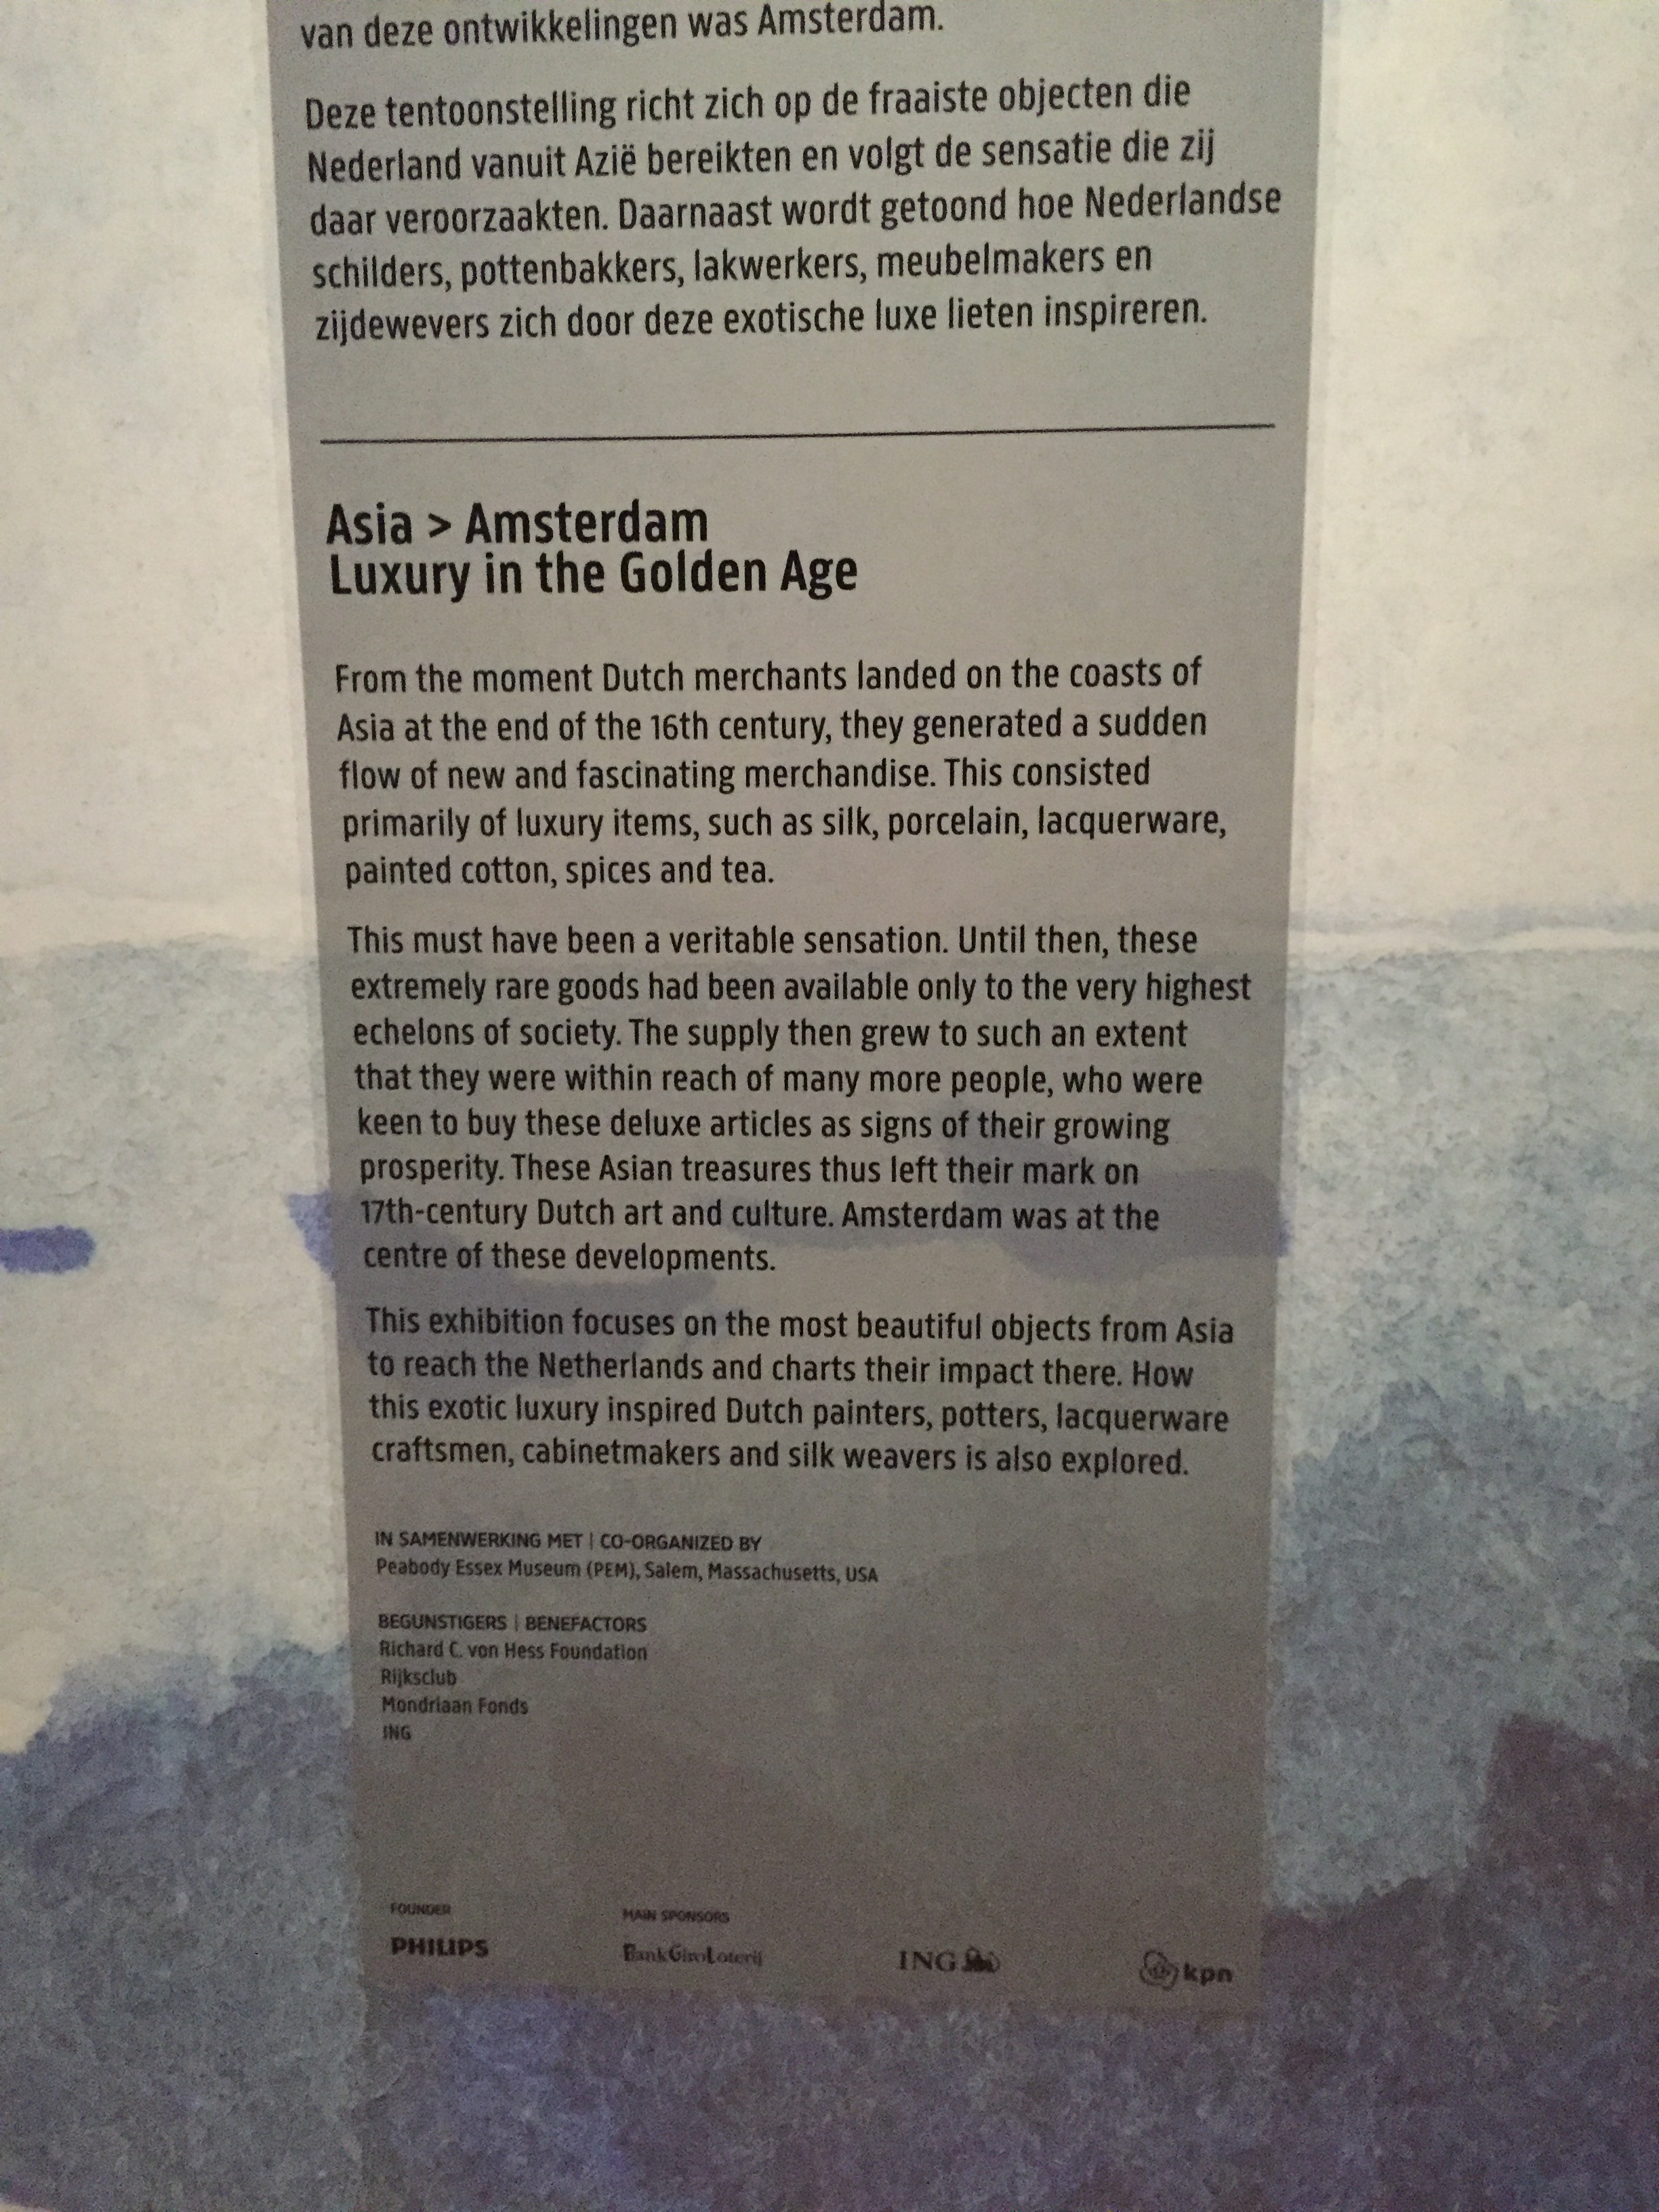 van deze ontwikkelingen was Amsterdam.
Deze tentoonstelling richt zich op de fraaiste objecten die
Nederland vanuit Azië bereikten en volgt de sensatie die zij
daar veroorzaakten. Daarnaast wordt getoond hoe Nederlandse
schilders, pottenbakkers, lakwerkers, meubelmakers en
zijdewevers zich door deze exotische luxe lieten inspireren.
Asia > Amsterdam
Luxury in the Golden Age
From the moment Dutch merchants landed on the coasts of
Asia at the end of the 16th century, they generated a sudden
flow of new and fascinating merchandise. This consisted
primarily of luxury items, such as silk, porcelain, lacquerware,
painted cotton, spices and tea.
This must have been a veritable sensation. Until then, these
extremely rare goods had been available only to the very highest
echelons of society. The supply then grew to such an extent
that they were within reach of many more people, who were
keen to buy these deluxe articles as signs of their growing
prosperity. These Asian treasures thus left their mark on
17th-century Dutch art and culture. Amsterdam was at the
centre of these developments.
This exhibition focuses on the most beautiful objects from Asia
to reach the Netherlands and charts their impact there. How
this exotic luxury inspired Dutch painters, potters, lacquerware
craftsmen, cabinetmakers and silk weavers is also explored.
IN SAMENWERKING MET | CO-ORGANIZED BY
Peabody Essex Museum (PEM), Salem, Massachusetts, USA
BEGUNSTIGERS | BENEFACTORS
Richard C. von Hess Foundation
Rijksclub
Mondriaan Fonds
ING
FOUNDER MAIN SPONSORS
PHILIPS BankGiroLoterij ING kpn